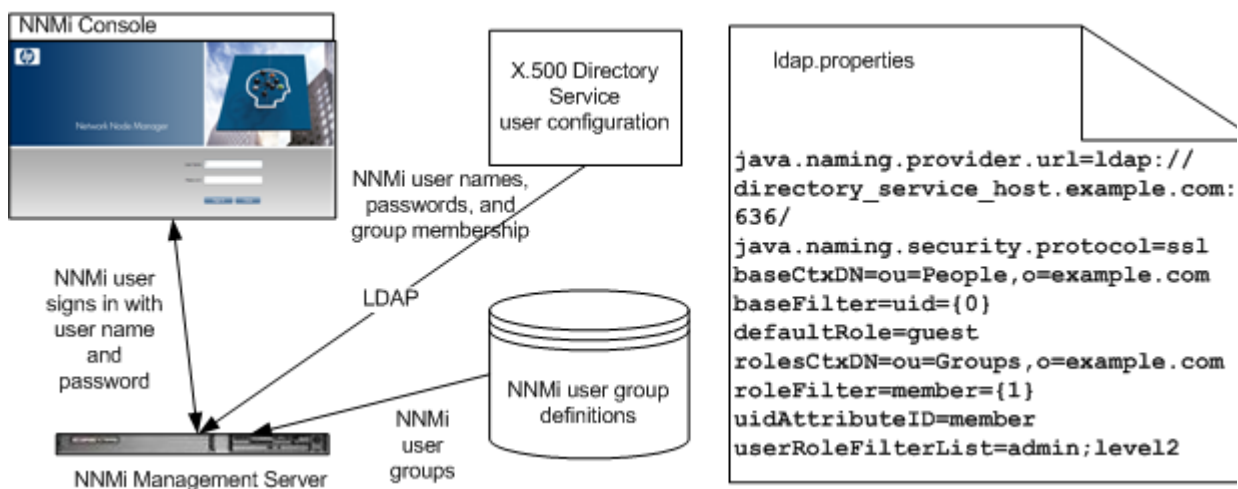 NNMi Console
hp
Network Node Manager
NNMi user
signs in with
user name
and
password
NNMi Management Server
X.500 Directory
Service
user configuration
NNMi user names,
passwords, and
group membership
LDAP
NNMi
user
groups
NNMi user group
definitions
ldap.properties
java.naming.provider.url=ldap://
directory_service_host.example.com:
636/
java.naming.security.protocol=ssl
baseCtxDN=ou=People,o=example.com
baseFilter=uid={0}
defaultRole=guest
rolesCtxDN=ou=Groups,o=example.com
roleFilter=member={1}
uidAttributeID=member
userRoleFilterList=admin;level2